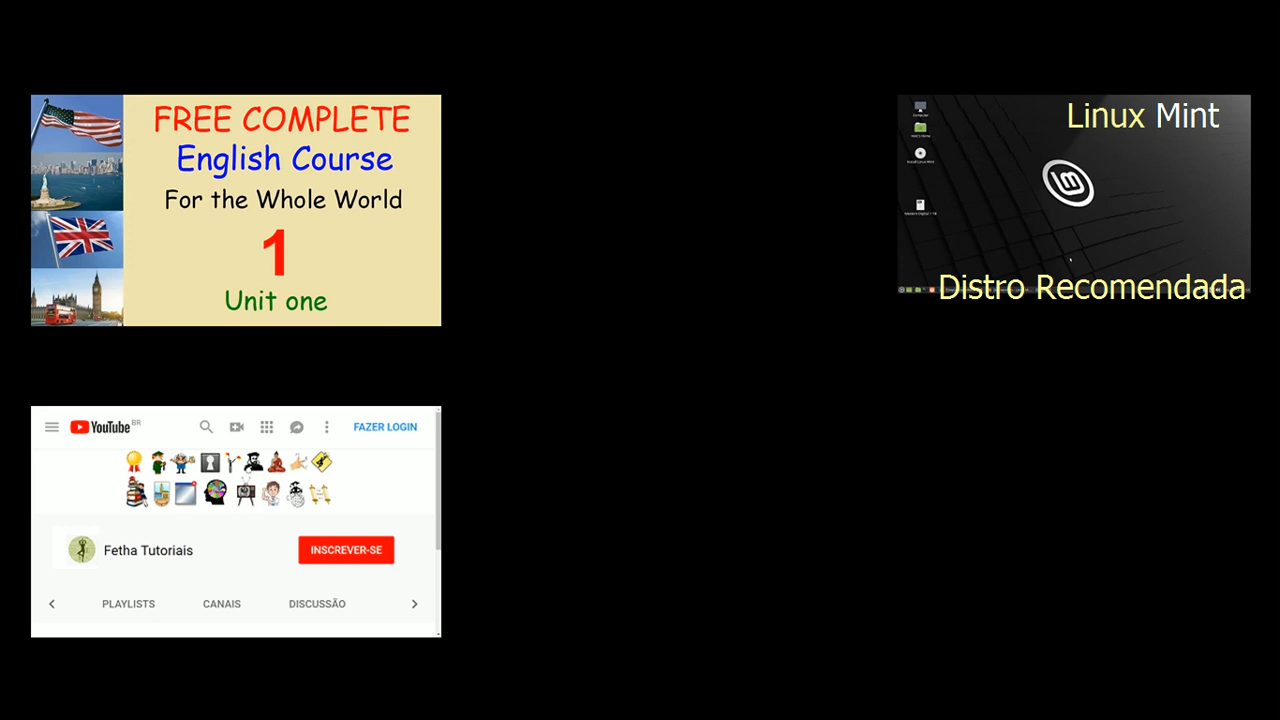 FREE COMPLETE
English Course
For the Whole World
1
Unit one
Linux Mint
Distro Recomendada
YouTube BR
FAZER LOGIN
Fetha Tutoriais
INSCREVER-SE
PLAYLISTS
CANAIS
DISCUSSÃO